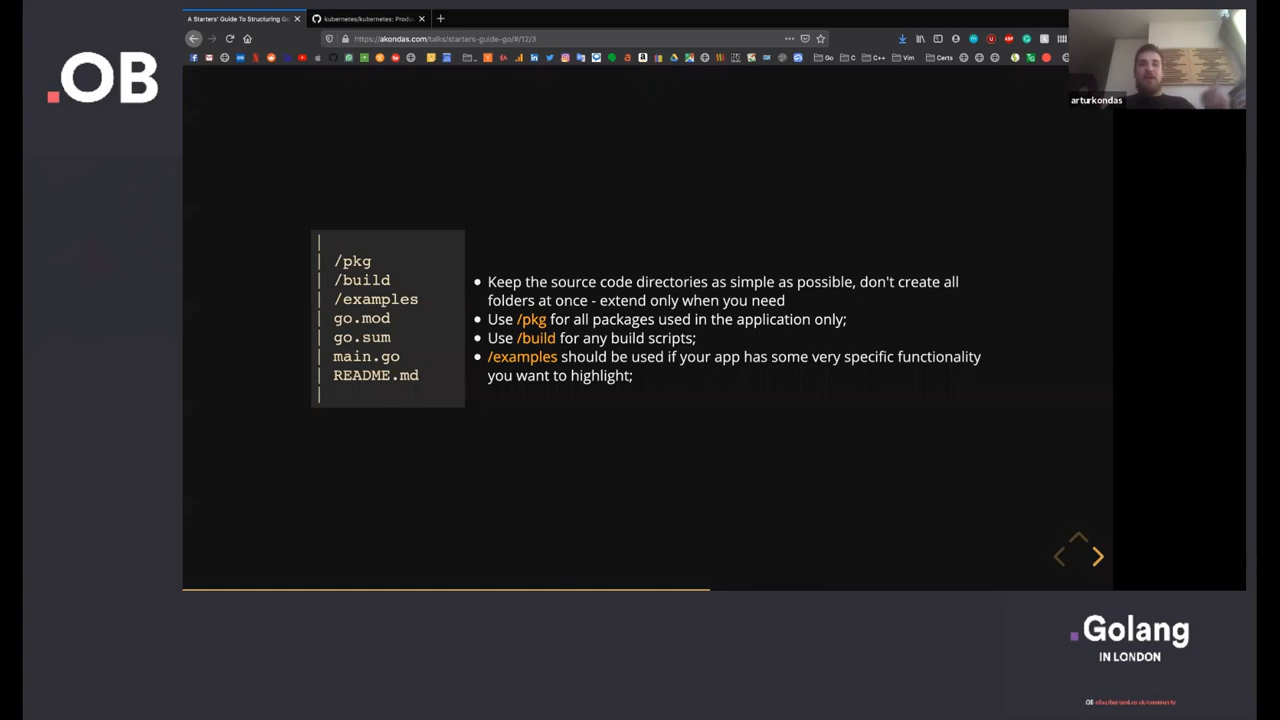 .OB
A Starters' Guide To Structuring Go
kubernetes/kubernetes: Produ
https://akondas.com/talks/starters-guide-go/#/12/3
Go
C
C++
Vim
Certs
arturkondas
/pkg
/build
/examples
go.mod
go.sum
main.go
README.md
Keep the source code directories as simple as possible, don't create all
folders at once - extend only when you need
Use /pkg for all packages used in the application only;
Use /build for any build scripts;
/examples should be used if your app has some very specific functionality
you want to highlight;
.Golang
IN LONDON
.OB